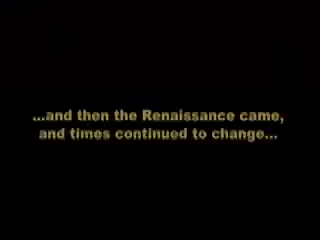 ...and then the Renaissance came,
and times continued to change...